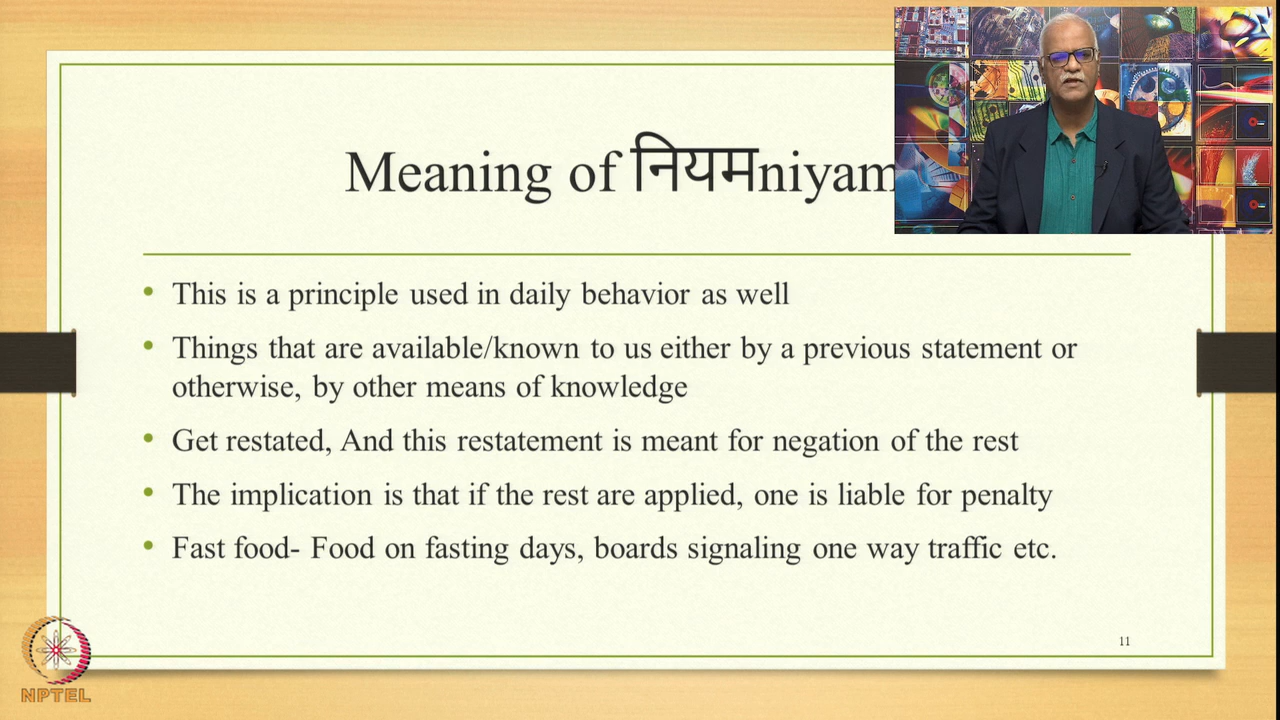 Meaning of नियमniyam
• This is a principle used in daily behavior as well
• Things that are available/known to us either by a previous statement or
otherwise, by other means of knowledge
• Get restated, And this restatement is meant for negation of the rest
• The implication is that if the rest are applied, one is liable for penalty
• Fast food- Food on fasting days, boards signaling one way traffic etc.
11
NPTEL